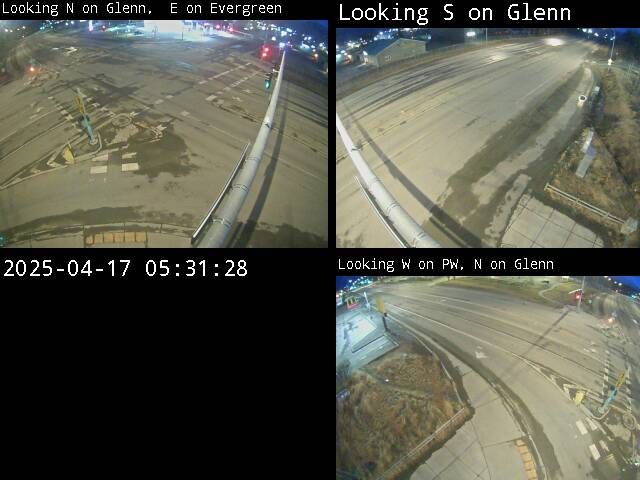 Looking N on Glenn, E on Evergreen
Looking S on Glenn
2025-04-17 05:31:28
Looking W on PW, N on Glenn